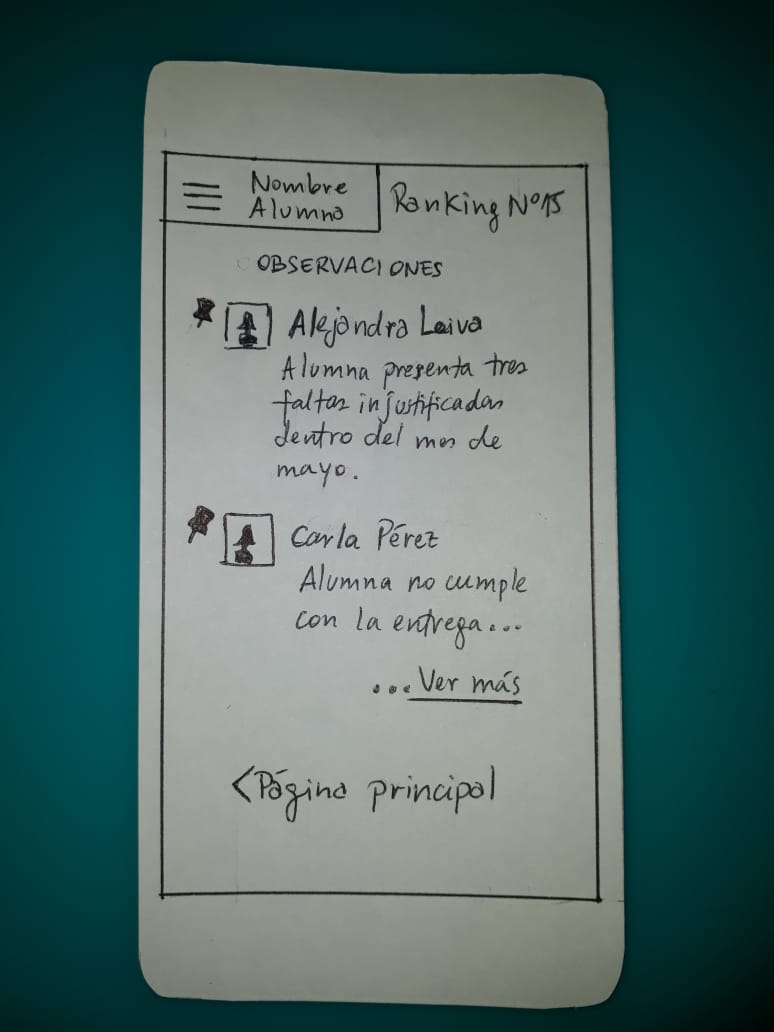 Nombre
Alumno
Ranking Nº15
OBSERVACIONES
Alejandra Leiva
Alumna presenta tres
faltas injustificadas
dentro del mes de
mayo.
Carla Pérez
Alumna no cumple
con la entrega...
...Ver más
<Página principal